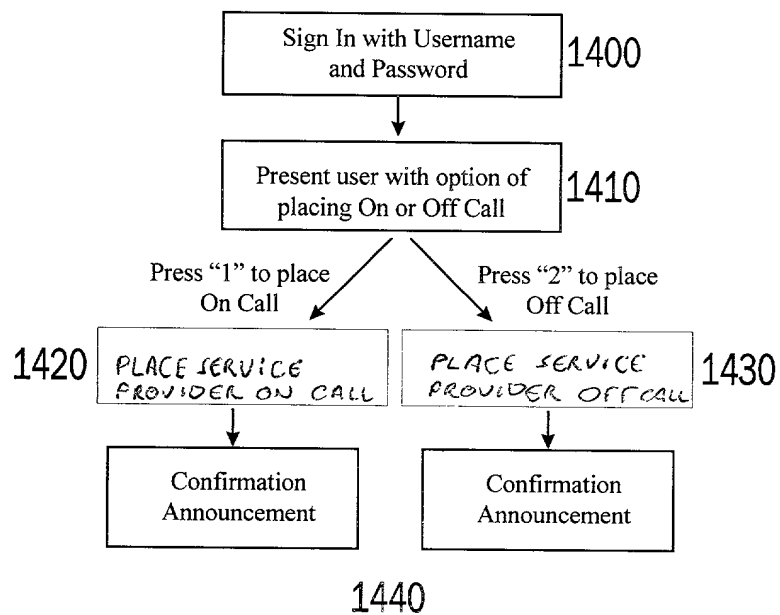 Sign In with Username
and Password
1400
Present user with option of
placing On or Off Call
1410
Press “1” to place
On Call
Press “2” to place
Off Call
1420
PLACE SERVICE
PROVIDER ON CALL
PLACE SERVICE
PROVIDER OFF CALL
1430
Confirmation
Announcement
Confirmation
Announcement
1440